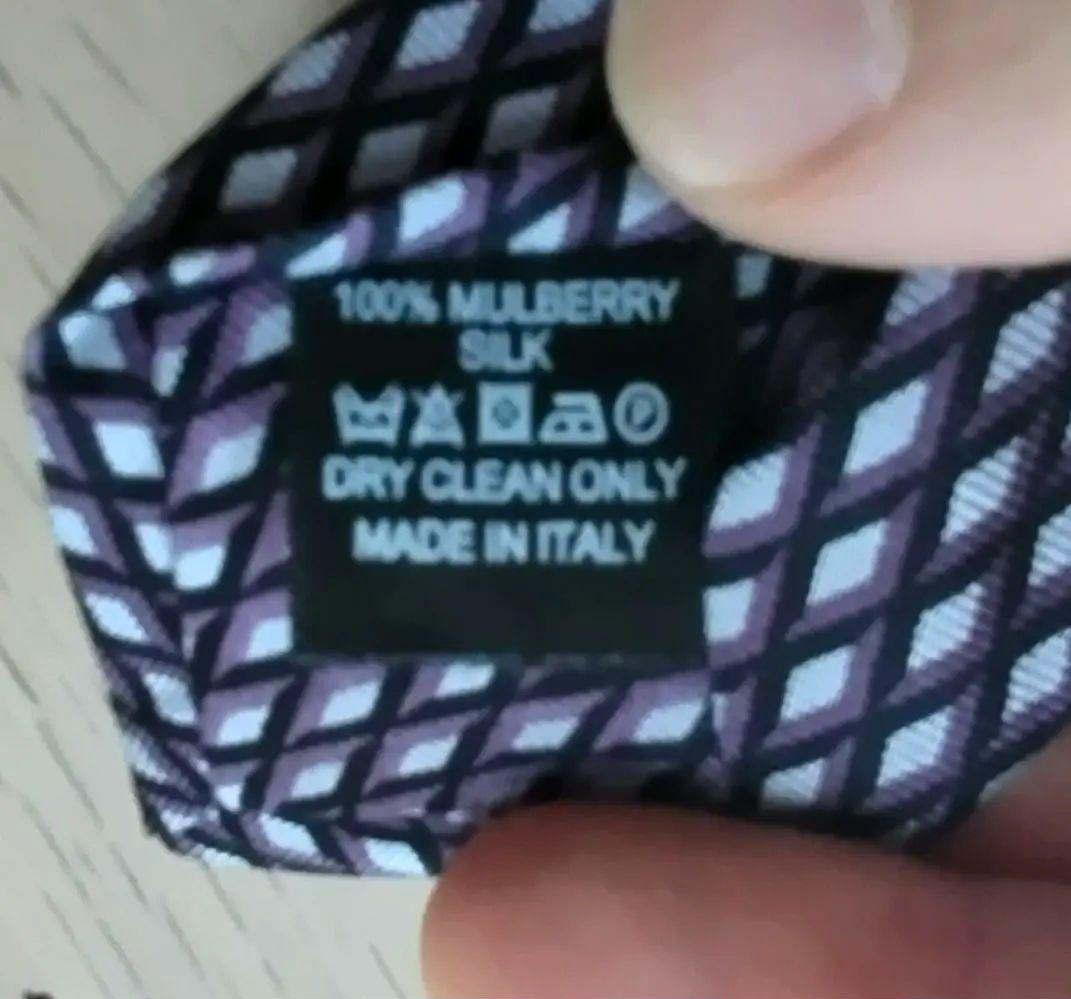 100% MULBERRY
SILK
P
DRY CLEAN ONLY
MADE IN ITALY